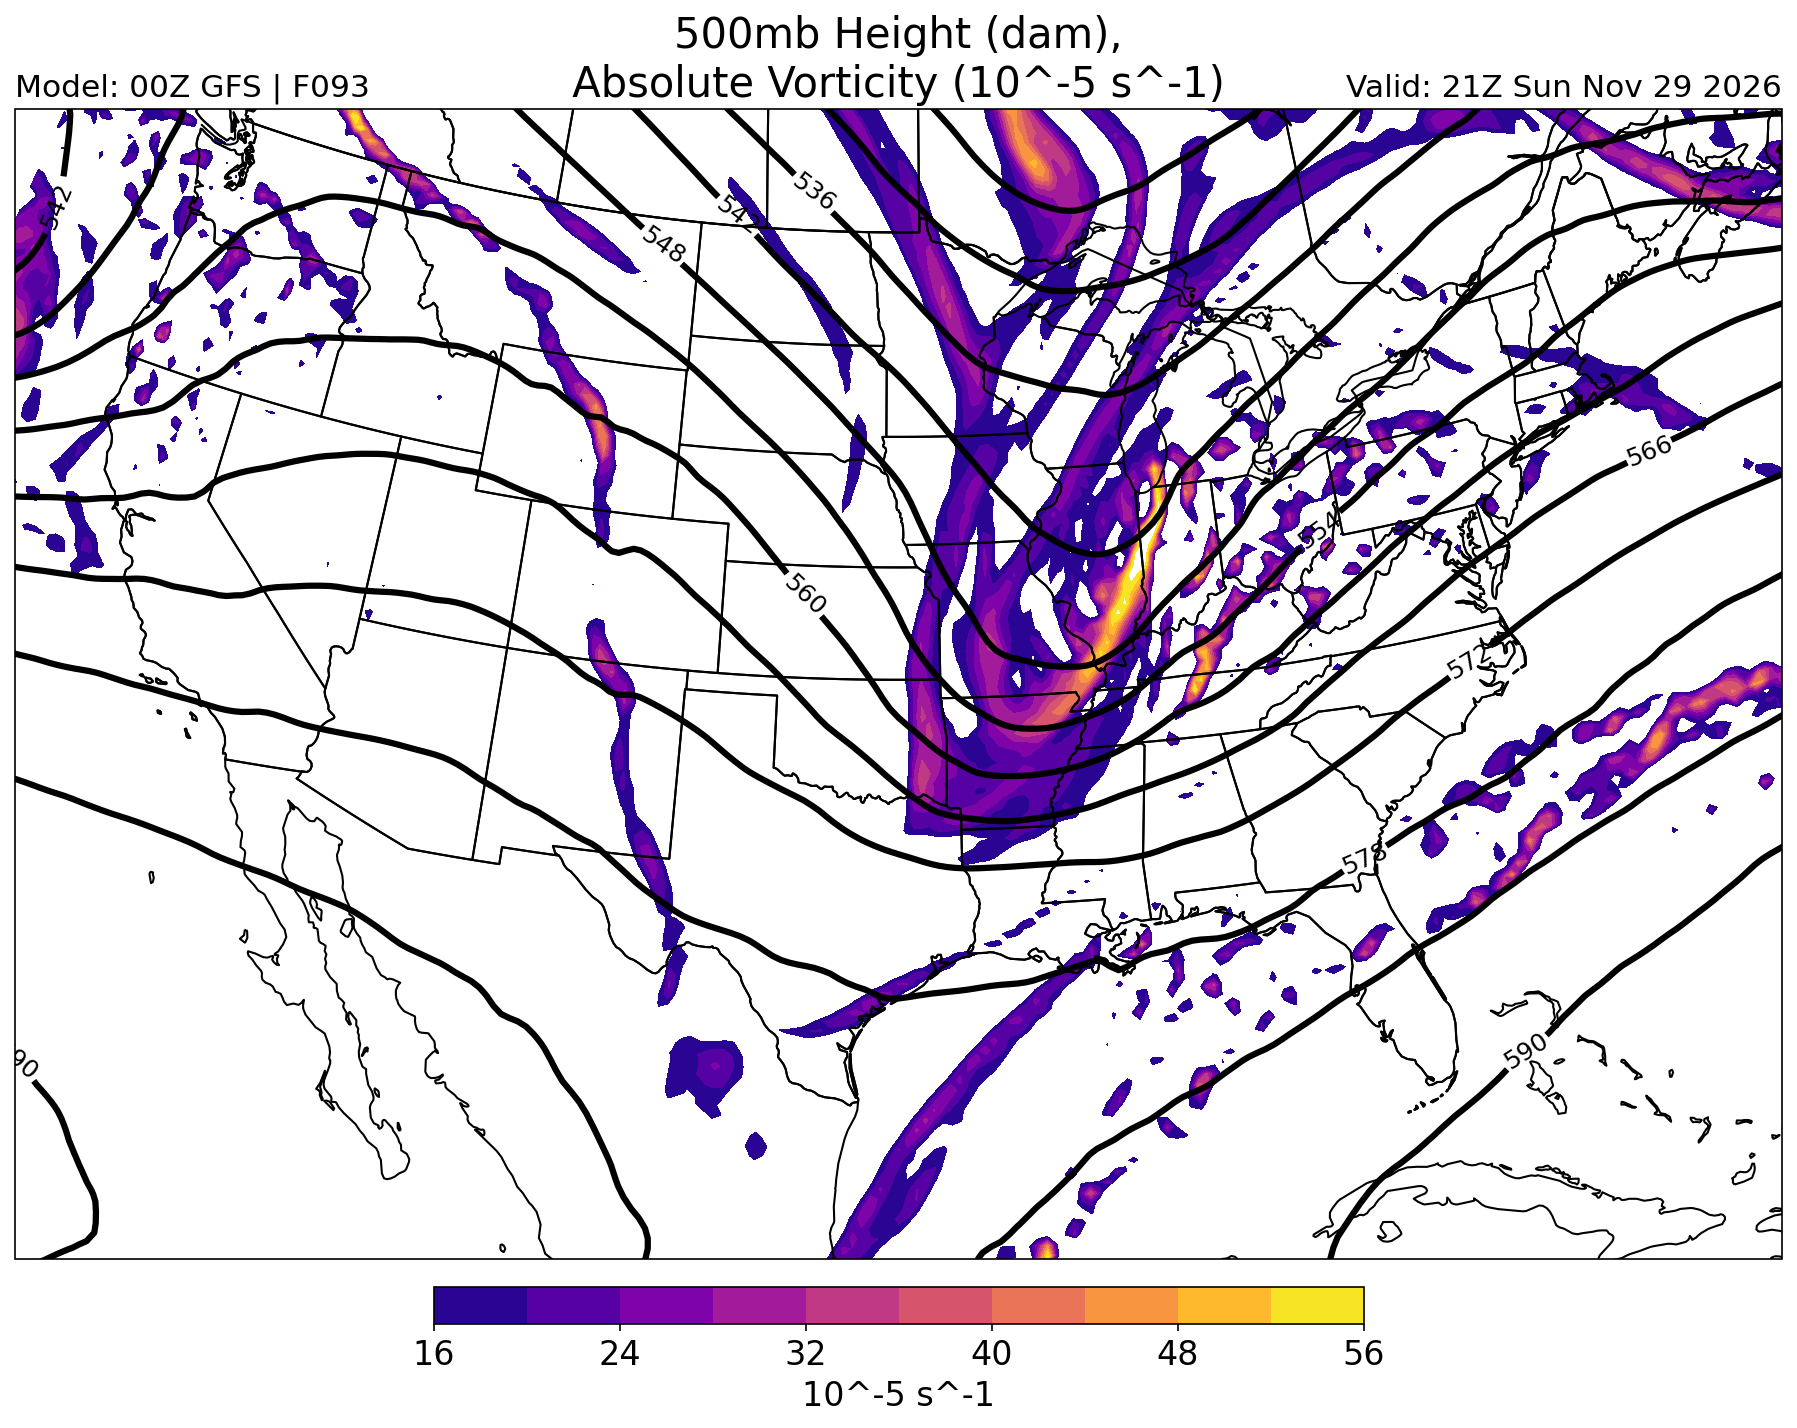 500mb Height (dam),
Absolute Vorticity (10^-5 s^-1)
Model: 00Z GFS | F093
Valid: 21Z Sun Nov 29 2026
542
536
548
554
560
566
572
578
590
590
16 24 32 40 48 56
10^-5 s^-1